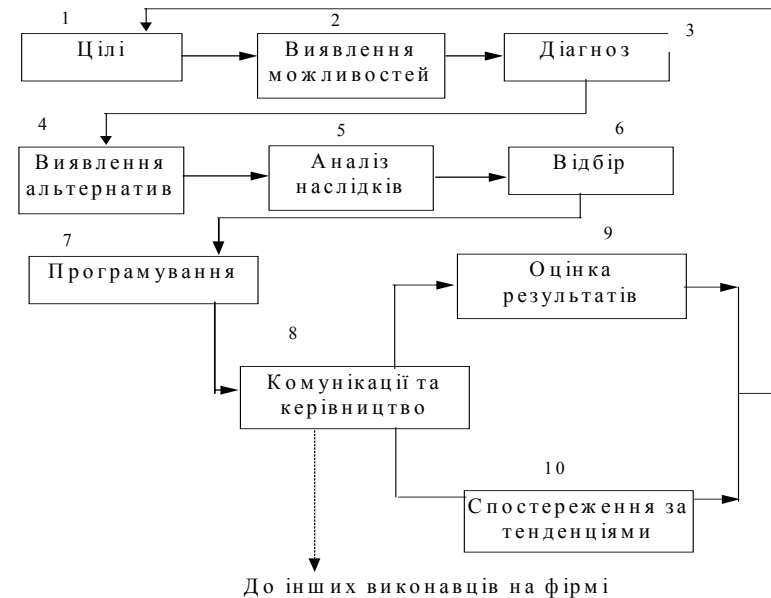 1
Цілі
2
Виявлення
можливостей
3
Діагноз
4
Виявлення
альтернатив
5
Аналіз
наслідків
6
Відбір
7
Програмування
8
Комунікації та
керівництво
9
Оцінка
результатів
10
Спостереження за
тенденціями
До інших виконавців на фірмі